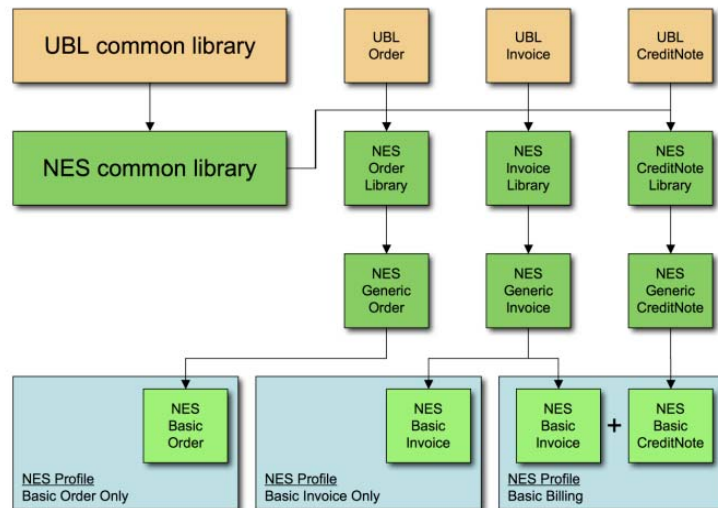 UBL common library
UBL
Order
UBL
Invoice
UBL
CreditNote
NES common library
NES
Order
Library
NES
Invoice
Library
NES
CreditNote
Library
NES
Generic
Order
NES
Generic
Invoice
NES
Generic
CreditNote
NES
Basic
Order
NES Profile
Basic Order Only
NES
Basic
Invoice
NES Profile
Basic Invoice Only
NES
Basic
Invoice
+
NES
Basic
CreditNote
NES Profile
Basic Billing